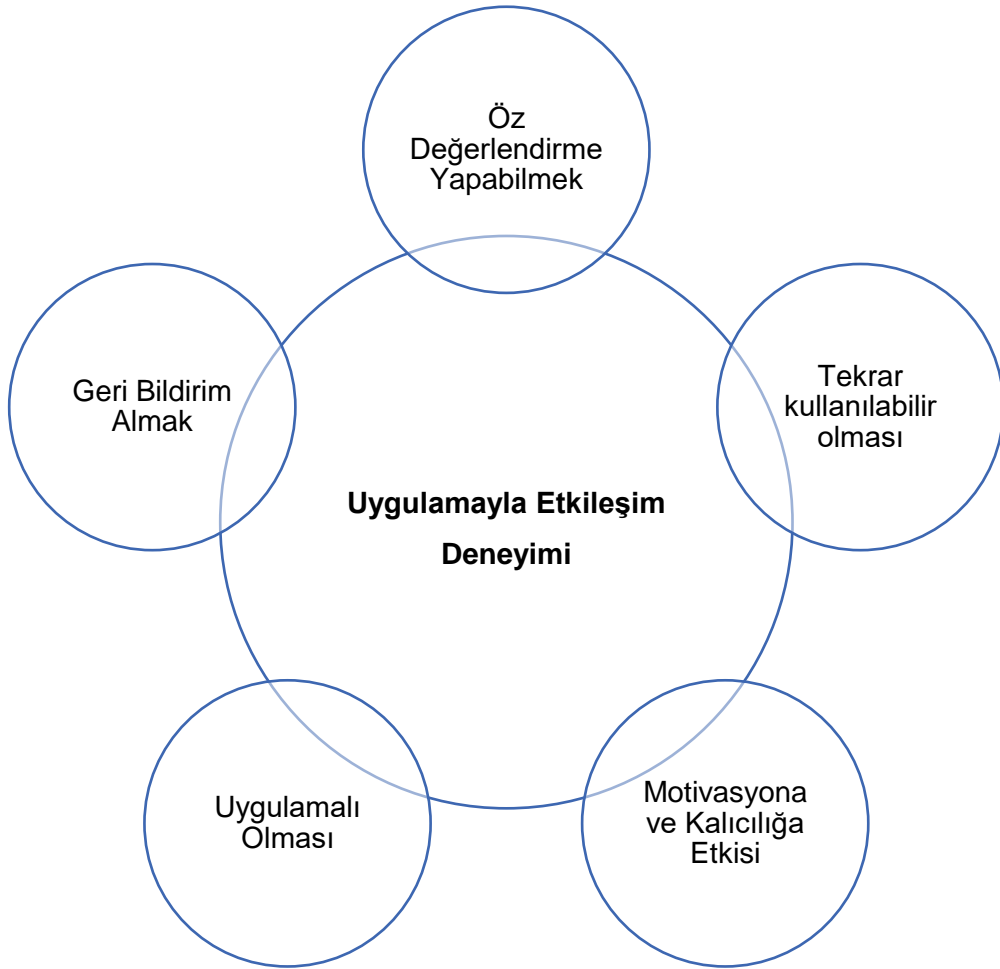 Öz
Değerlendirme
Yapabilmek
Geri Bildirim
Almak
Tekrar
kullanılabilir
olması
Uygulamayla Etkileşim
Deneyimi
Uygulamalı
Olması
Motivasyona
ve Kalıcılığa
Etkisi